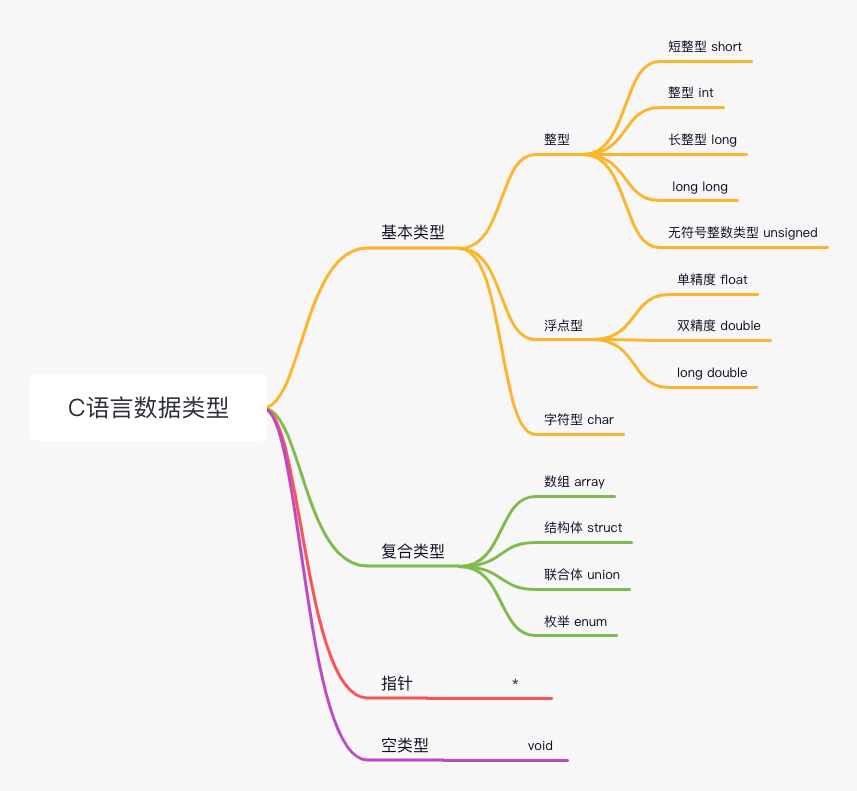 C语言数据类型
基本类型
整型
短整型 short
整型 int
长整型 long
long long
无符号整数类型 unsigned
浮点型
单精度 float
双精度 double
long double
字符型 char
复合类型
数组 array
结构体 struct
联合体 union
枚举 enum
指针
*
空类型
void